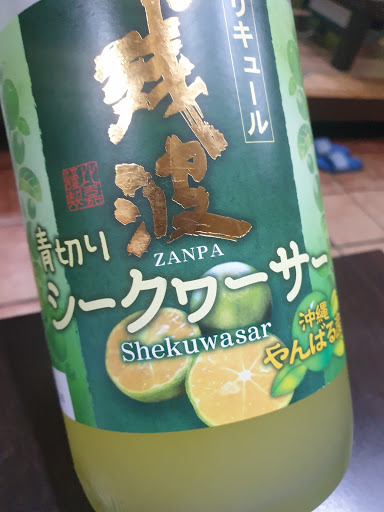 リキュール
残波
ZANPA
青切り
シークヮーサー
Shekuwasar
沖縄
やんばる産